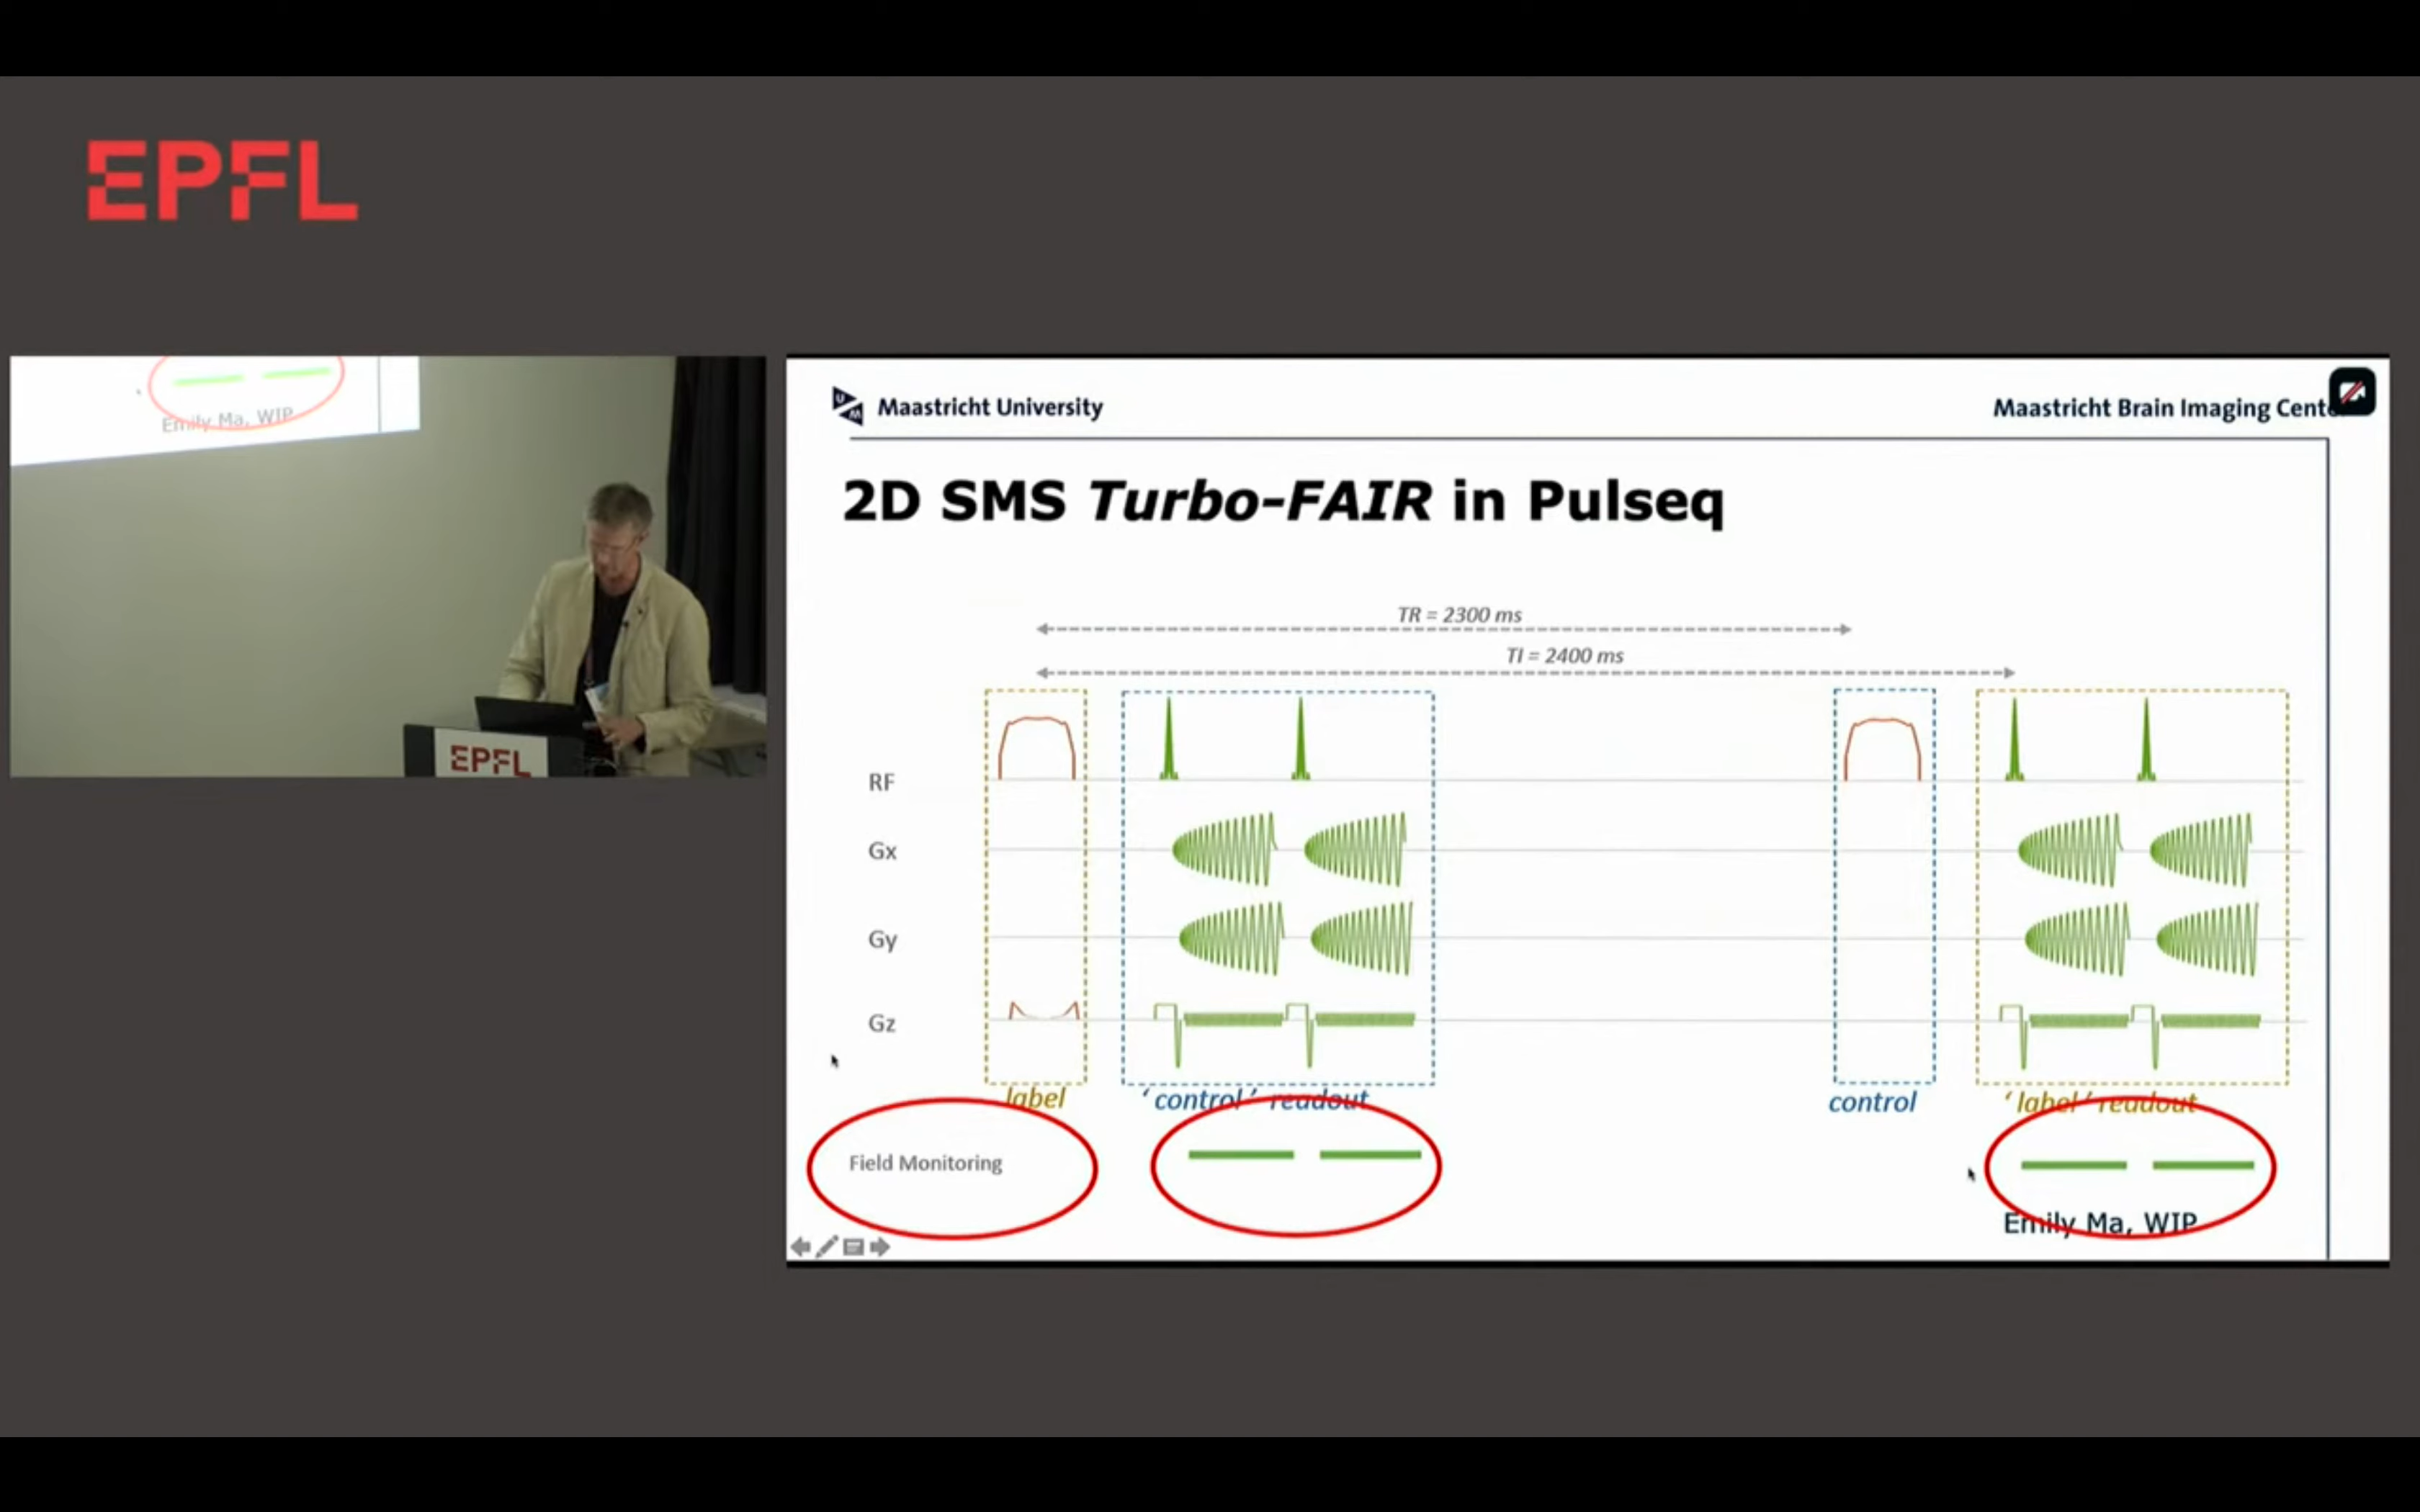 EPFL
Emily Ma, WIP
EPFL
Maastricht University
Maastricht Brain Imaging Cent
2D SMS Turbo-FAIR in Pulseq
TR = 2300 ms
TI = 2400 ms
RF
Gx
Gy
Gz
label
‘control’ readout
control
‘label’ readout
Field Monitoring
Emily Ma, WIP